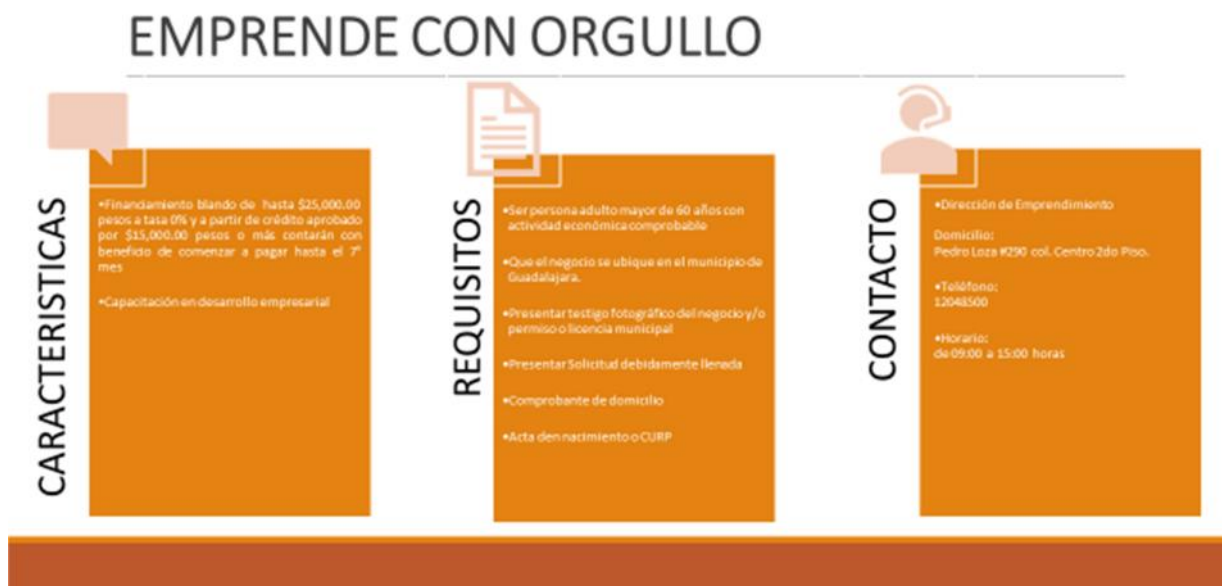 EMPRENDE CON ORGULLO
CARACTERISTICAS
•Financiamiento blando de hasta $25,000.00
pesos a tasa 0% y a partir de crédito aprobado
por $15,000.00 pesos o más contarán con
beneficio de comenzar a pagar hasta el 7°
mes
•Capacitación en desarrollo empresarial
REQUISITOS
•Ser persona adulto mayor de 60 años con
actividad económica comprobable
•Que el negocio se ubique en el municipio de
Guadalajara.
•Presentar testigo fotográfico del negocio y/o
permiso o licencia municipal
•Presentar Solicitud debidamente llenada
•Comprobante de domicilio
•Acta den nacimiento o CURP
CONTACTO
•Dirección de Emprendimiento
Domicilio:
Pedro Loza #290 col. Centro 2do Piso.
•Teléfono:
12048500
•Horario:
de 09:00 a 15:00 horas